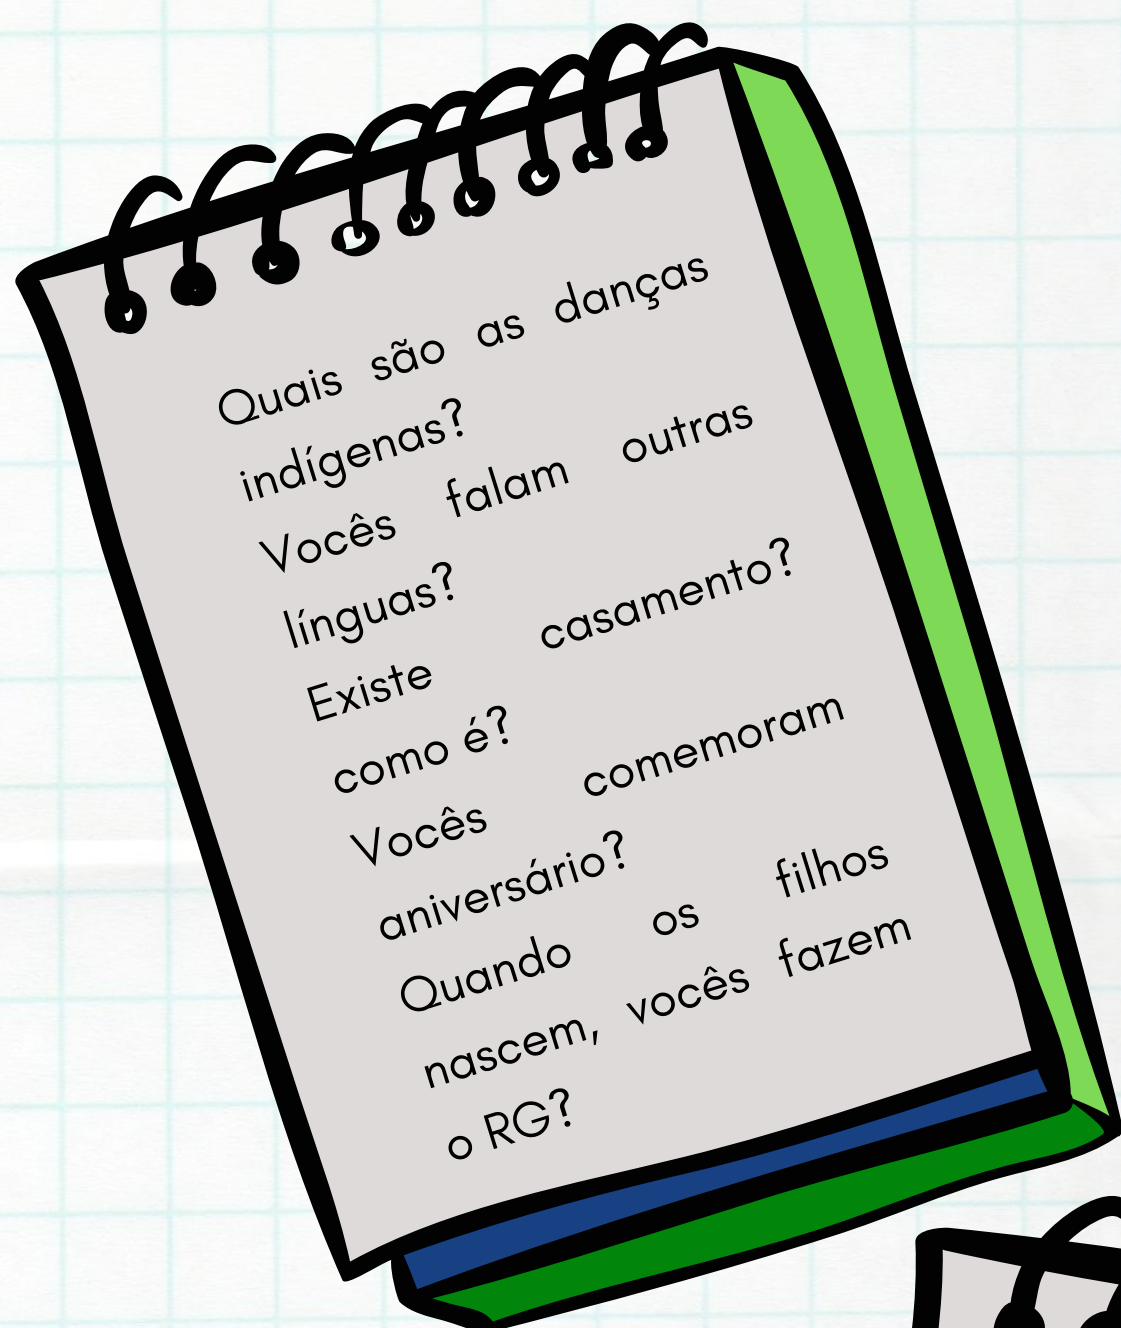 Quais são as danças
indígenas?
Vocês falam outras
línguas?
Existe casamento?
como é?
Vocês comemoram
aniversário?
Quando os filhos
nascem, vocês fazem
o RG?